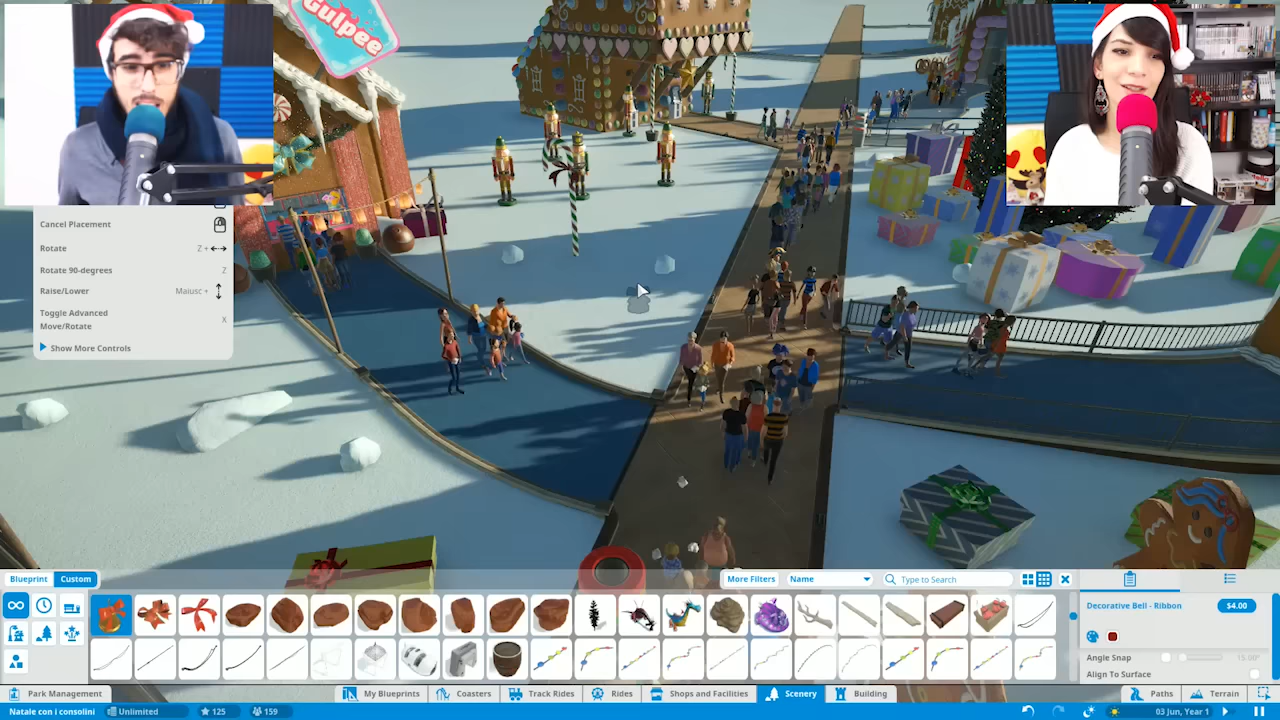 Gulpee
Cancel Placement
Rotate
Z +
Rotate 90-degrees
Z
Raise/Lower
Maiusc +
Toggle Advanced
Move/Rotate
X
Show More Controls
Blueprint
Custom
More Filters
Name
Type to Search
Decorative Bell - Ribbon
$4.00
Angle Snap
15.00°
Align To Surface
Park Management
My Blueprints
Coasters
Track Rides
Rides
Shops and Facilities
Scenery
Building
Paths
Terrain
Natale con i consolini
Unlimited
125
159
03 Jun, Year 1